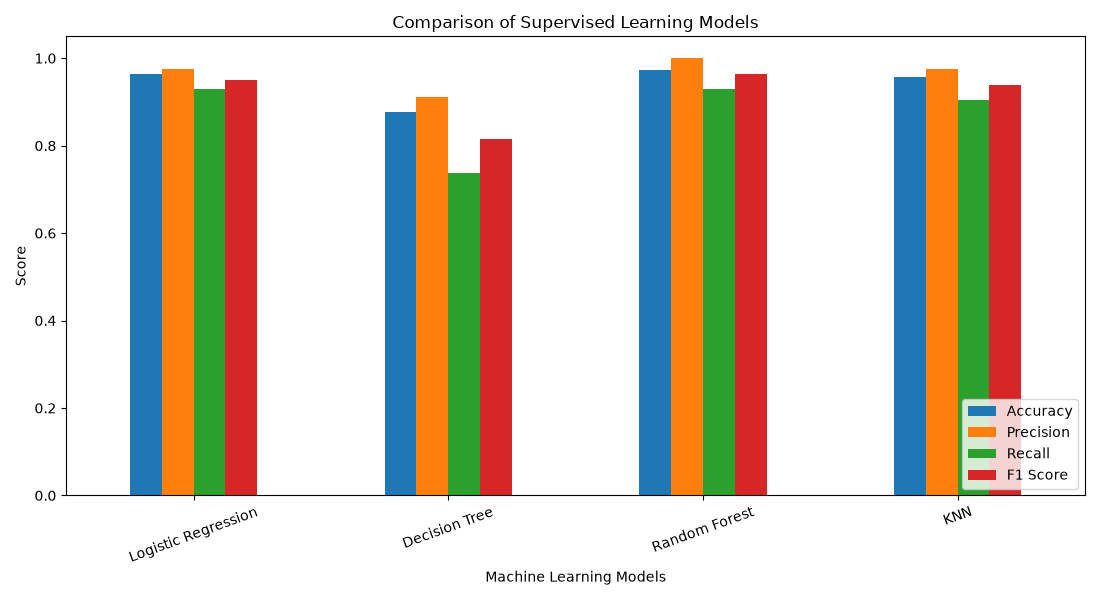 Comparison of Supervised Learning Models
Score
1.0
0.8
0.6
0.4
0.2
0.0
Accuracy
Precision
Recall
F1 Score
Logistic Regression
Decision Tree
Random Forest
KNN
Machine Learning Models